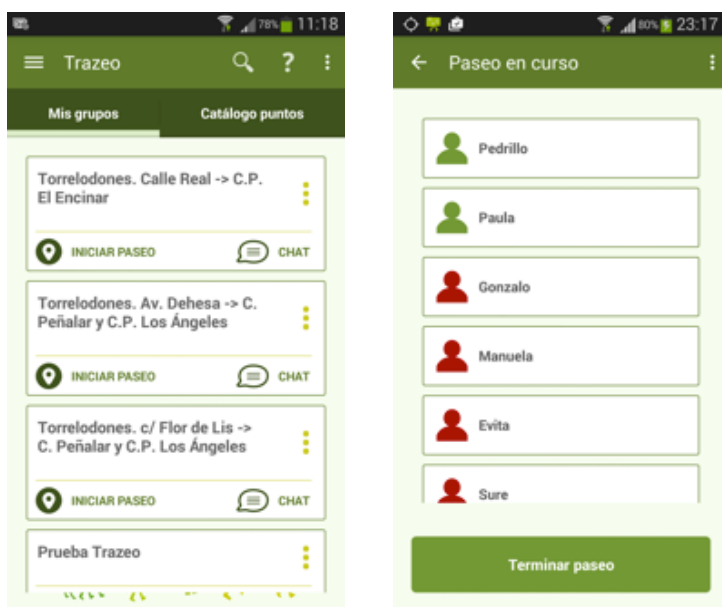 78% 11:18
Trazeo ?
Mis grupos Catálogo puntos
Torrelodones. Calle Real -> C.P.
El Encinar
INICIAR PASEO CHAT
Torrelodones. Av. Dehesa -> C.
Peñalar y C.P. Los Ángeles
INICIAR PASEO CHAT
Torrelodones. c/ Flor de Lis ->
C. Peñalar y C.P. Los Ángeles
INICIAR PASEO CHAT
Prueba Trazeo
80% 23:17
Paseo en curso
Pedrillo
Paula
Gonzalo
Manuela
Evita
Sure
Terminar paseo